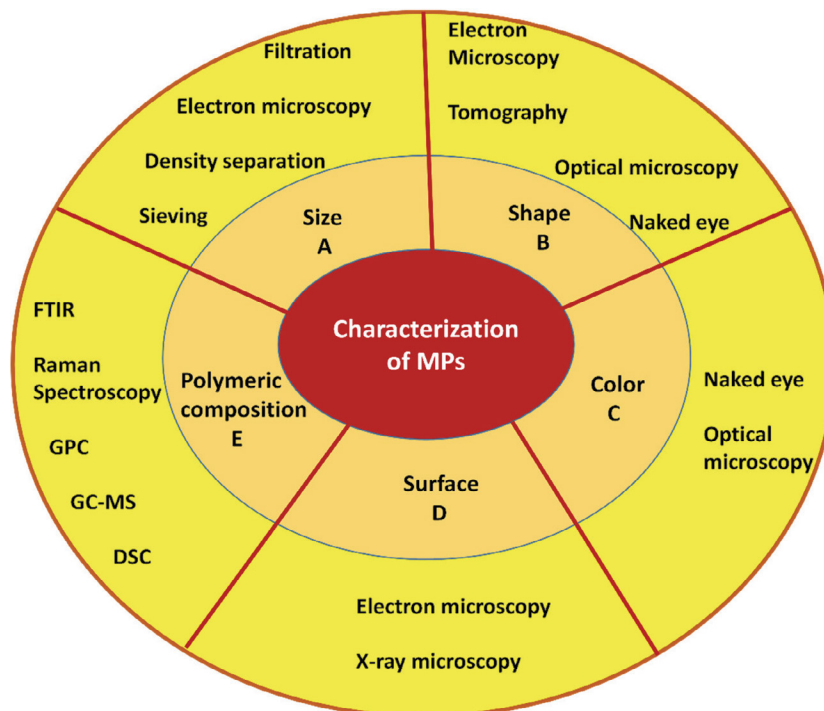 Filtration
Electron microscopy
Density separation
Sieving
Size
A
Electron
Microscopy
Tomography
Optical microscopy
Naked eye
Shape
B
Characterization
of MPs
Color
C
Naked eye
Optical
microscopy
Surface
D
Electron microscopy
X-ray microscopy
Polymeric
composition
E
FTIR
Raman
Spectroscopy
GPC
GC-MS
DSC